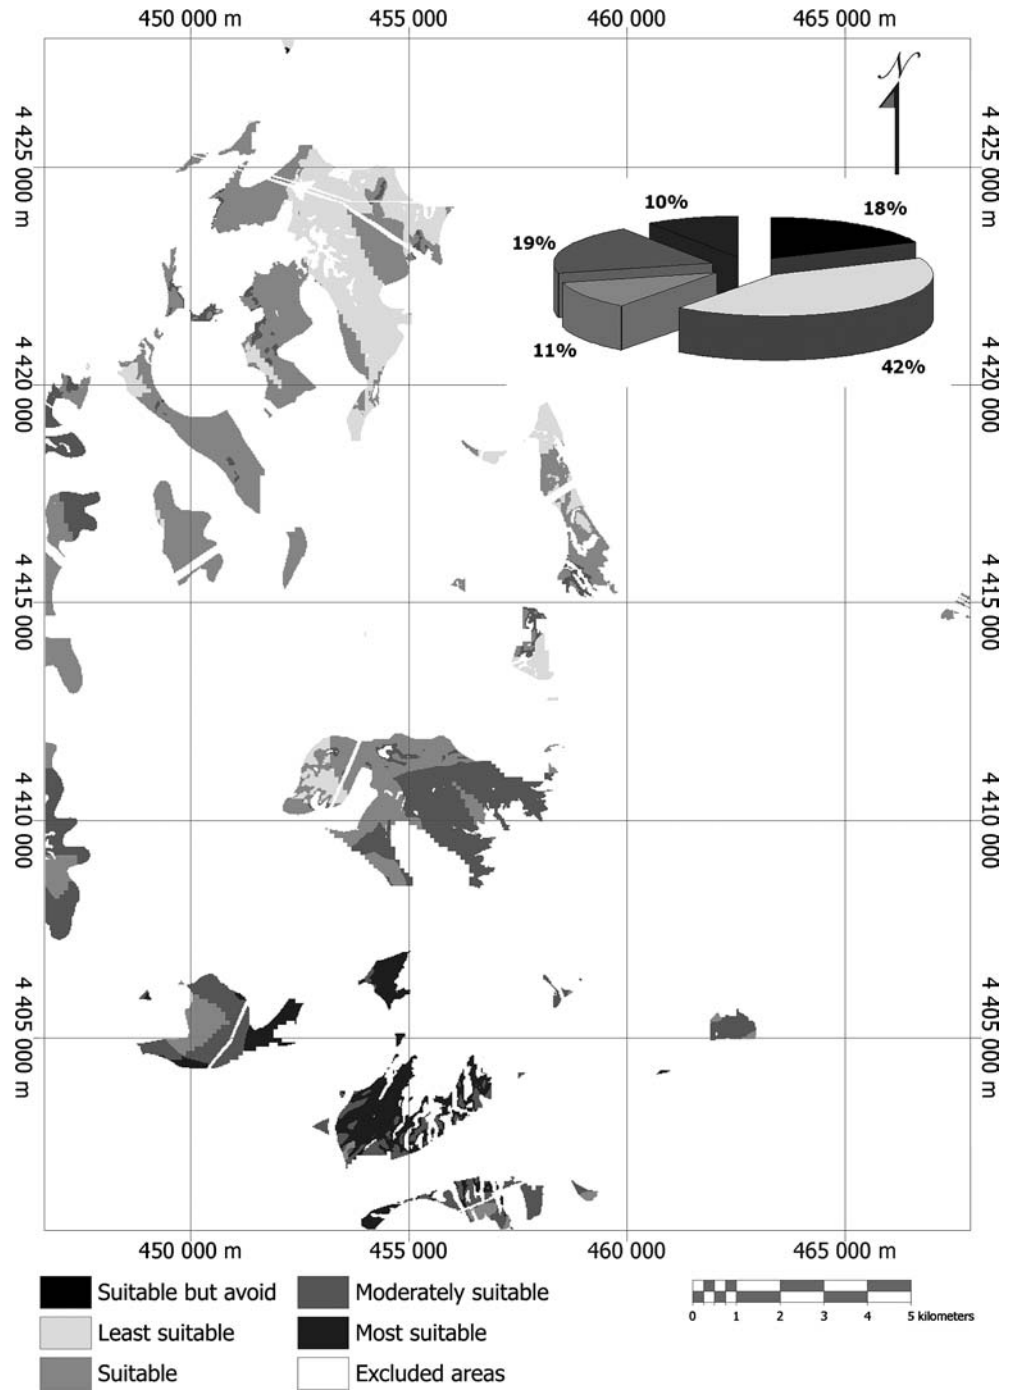 450 000 m
455 000
460 000
465 000 m
N
4 425 000 m
4 425 000 m
10%
18%
19%
11%
42%
4 420 000
4 420 000
4 415 000
4 415 000
4 410 000
4 410 000
4 405 000 m
4 405 000 m
450 000 m
455 000
460 000
465 000 m
Suitable but avoid
Moderately suitable
Least suitable
Most suitable
Suitable
Excluded areas
0 1 2 3 4 5 kilometers